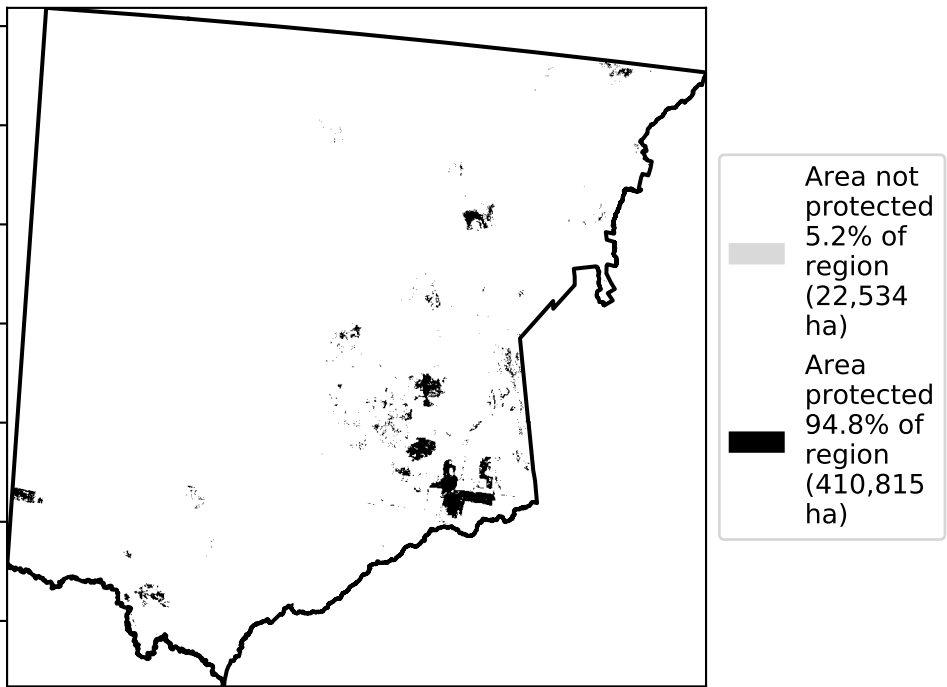 Area not
protected
5.2% of
region
(22,534
ha)
Area
protected
94.8% of
region
(410,815
ha)